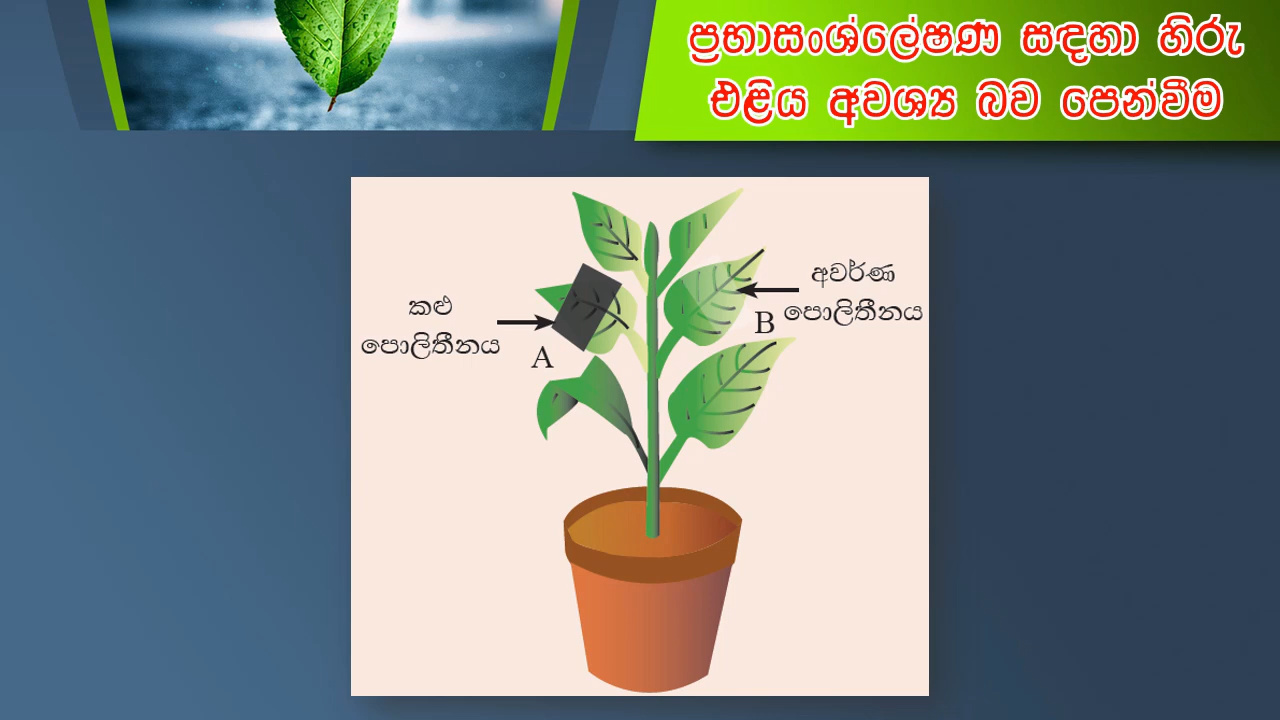 ප්‍රභාසංශ්ලේෂණ සඳහා හිරු
එළිය අවශ්‍ය බව පෙන්වීම
අවර්ණ
පොලිතීනය
B
කළු
පොලිතීනය
A